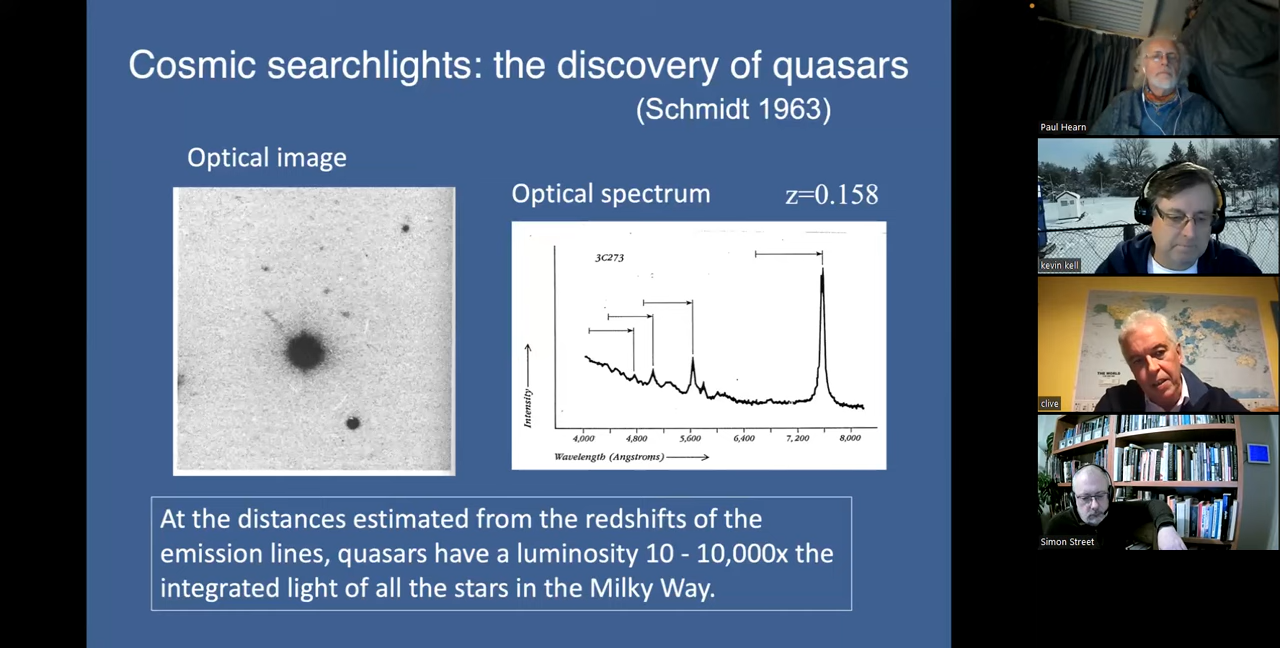 Cosmic searchlights: the discovery of quasars
(Schmidt 1963)
Optical image
Optical spectrum z=0.158
3C273
Intensity
4,000 4,800 5,600 6,400 7,200 8,000
Wavelength (Angstroms)
At the distances estimated from the redshifts of the
emission lines, quasars have a luminosity 10 - 10,000x the
integrated light of all the stars in the Milky Way.
Paul Hearn
kevin kell
THE WORLD
clive
Simon Street